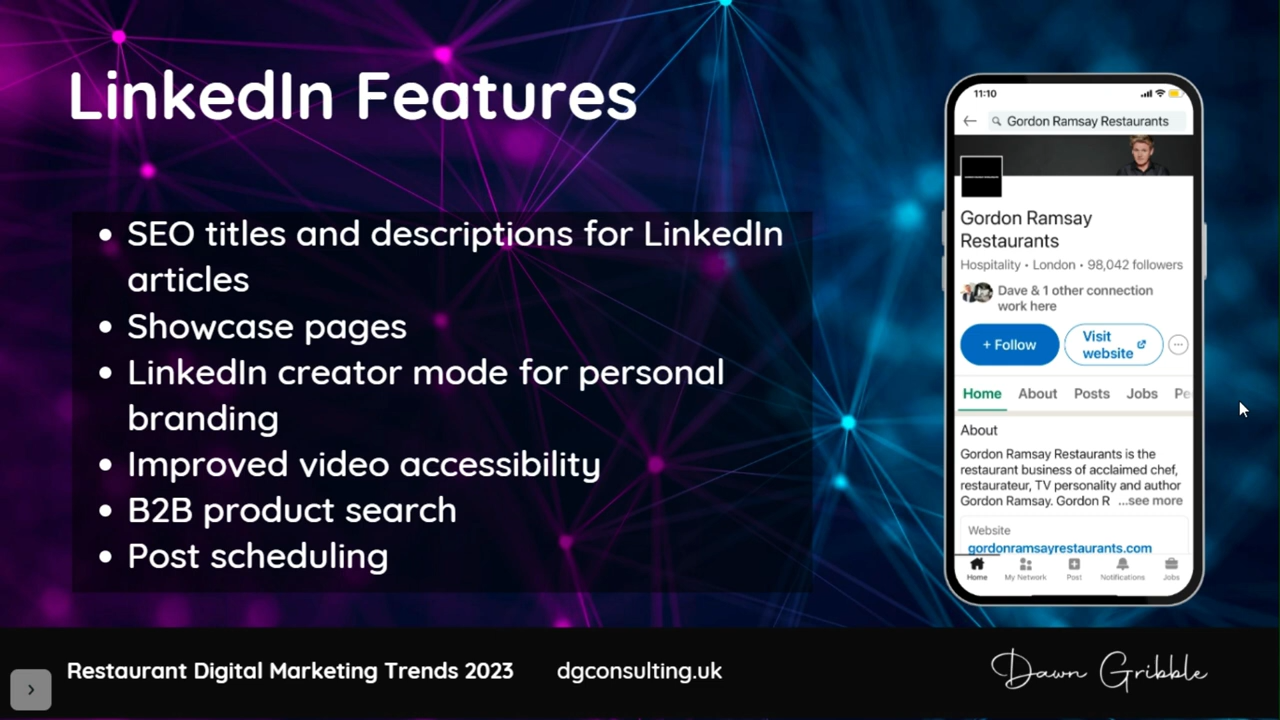 LinkedIn Features
• SEO titles and descriptions for LinkedIn
articles
• Showcase pages
• LinkedIn creator mode for personal
branding
• Improved video accessibility
• B2B product search
• Post scheduling
11:10
Gordon Ramsay Restaurants
Gordon Ramsay
Restaurants
Hospitality • London • 98,042 followers
Dave & 1 other connection
work here
+ Follow
Visit
website
Home About Posts Jobs Pe
About
Gordon Ramsay Restaurants is the
restaurant business of acclaimed chef,
restaurateur, TV personality and author
Gordon Ramsay. Gordon R ...see more
Website
gordonramsayrestaurants.com
Home My Network Post Notifications Jobs
Restaurant Digital Marketing Trends 2023 dgconsulting.uk
Dawn Gribble